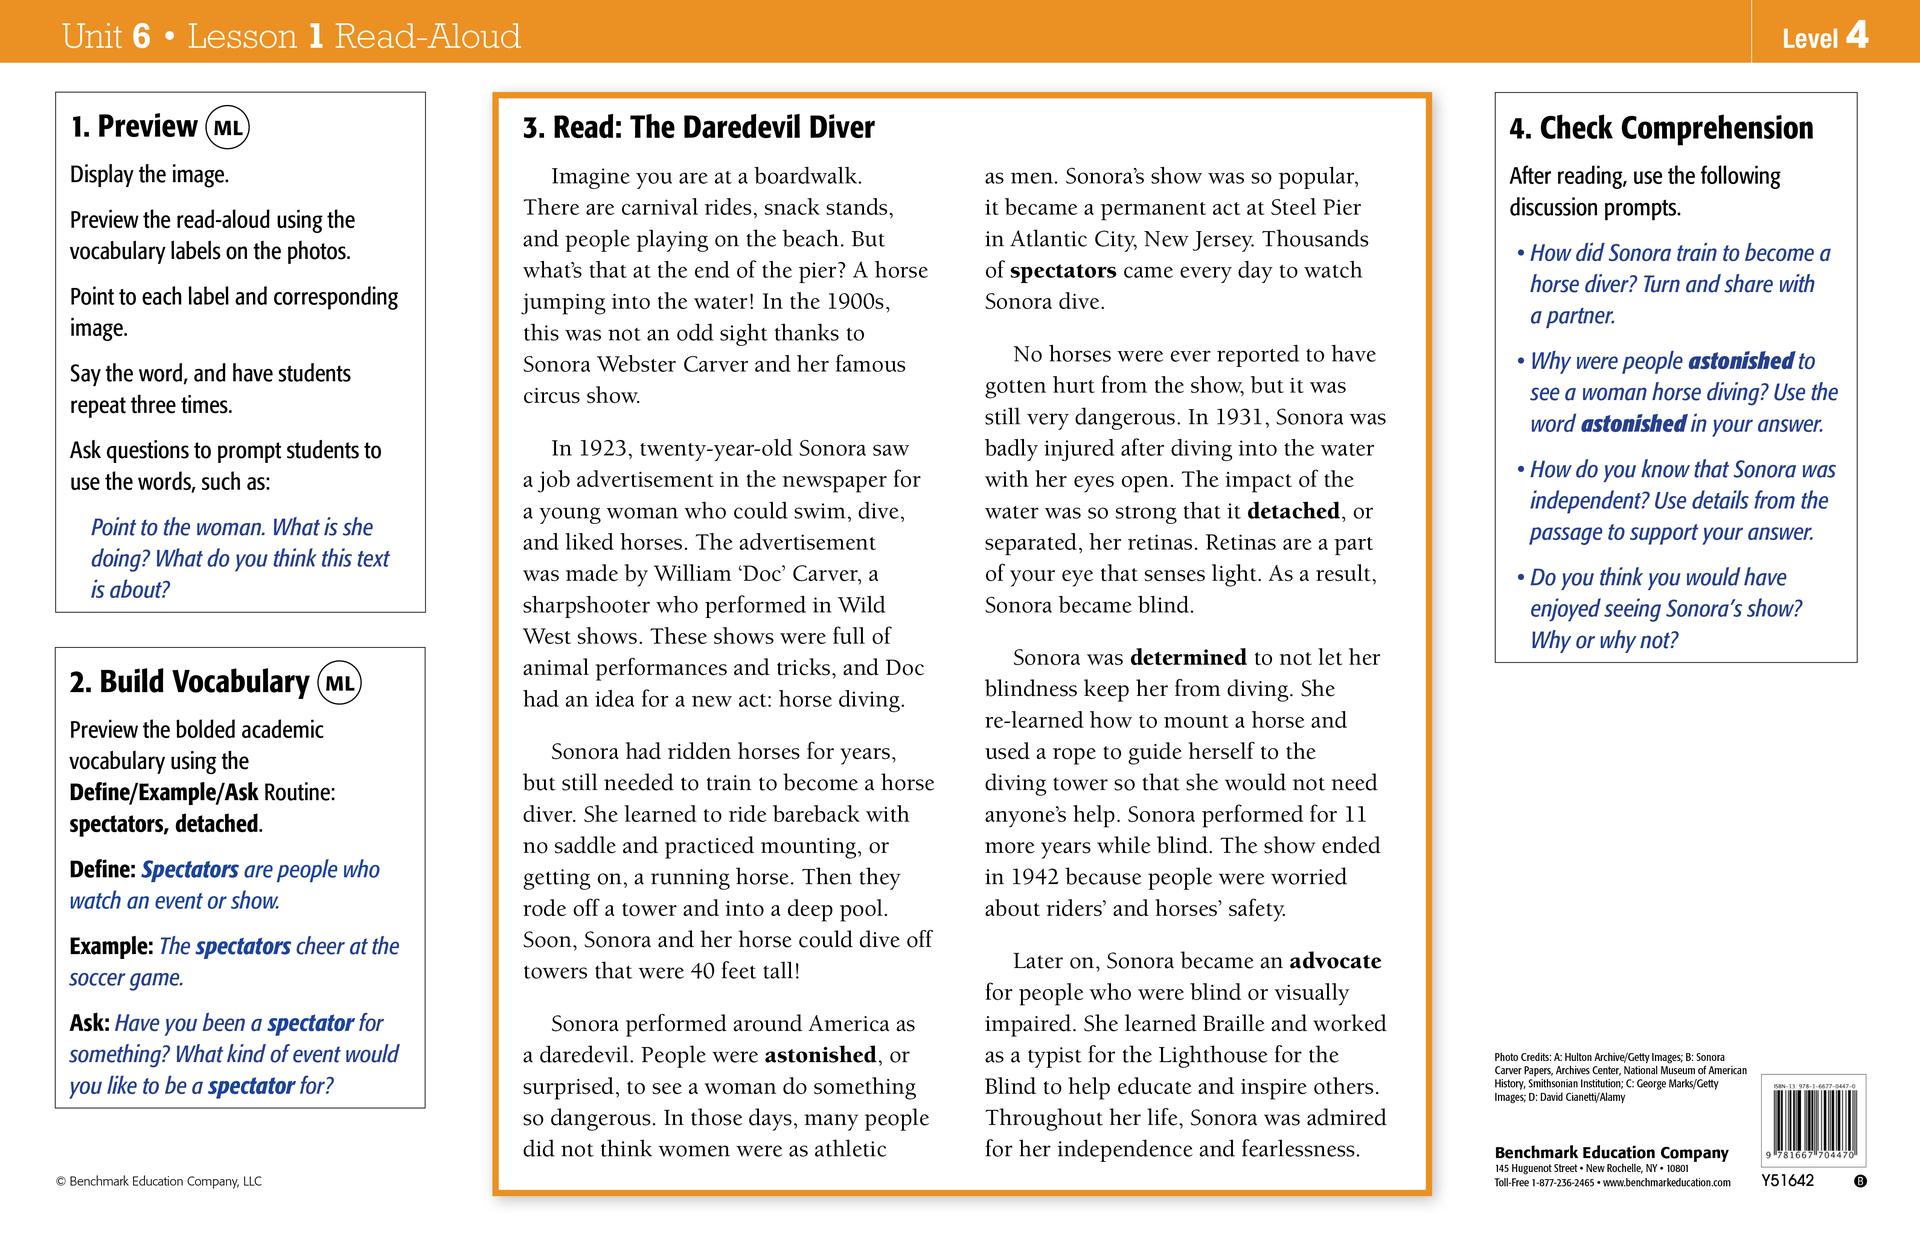 Unit 6 • Lesson 1 Read-Aloud
Level 4
1. Preview ML
Display the image.
Preview the read-aloud using the
vocabulary labels on the photos.
Point to each label and corresponding
image.
Say the word, and have students
repeat three times.
Ask questions to prompt students to
use the words, such as:
Point to the woman. What is she
doing? What do you think this text
is about?
2. Build Vocabulary ML
Preview the bolded academic
vocabulary using the
Define/Example/Ask Routine:
spectators, detached.
Define: Spectators are people who
watch an event or show.
Example: The spectators cheer at the
soccer game.
Ask: Have you been a spectator for
something? What kind of event would
you like to be a spectator for?
© Benchmark Education Company, LLC
3. Read: The Daredevil Diver
Imagine you are at a boardwalk.
There are carnival rides, snack stands,
and people playing on the beach. But
what’s that at the end of the pier? A horse
jumping into the water! In the 1900s,
this was not an odd sight thanks to
Sonora Webster Carver and her famous
circus show.
In 1923, twenty-year-old Sonora saw
a job advertisement in the newspaper for
a young woman who could swim, dive,
and liked horses. The advertisement
was made by William ‘Doc’ Carver, a
sharpshooter who performed in Wild
West shows. These shows were full of
animal performances and tricks, and Doc
had an idea for a new act: horse diving.
Sonora had ridden horses for years,
but still needed to train to become a horse
diver. She learned to ride bareback with
no saddle and practiced mounting, or
getting on, a running horse. Then they
rode off a tower and into a deep pool.
Soon, Sonora and her horse could dive off
towers that were 40 feet tall!
Sonora performed around America as
a daredevil. People were astonished, or
surprised, to see a woman do something
so dangerous. In those days, many people
did not think women were as athletic
as men. Sonora’s show was so popular,
it became a permanent act at Steel Pier
in Atlantic City, New Jersey. Thousands
of spectators came every day to watch
Sonora dive.
No horses were ever reported to have
gotten hurt from the show, but it was
still very dangerous. In 1931, Sonora was
badly injured after diving into the water
with her eyes open. The impact of the
water was so strong that it detached, or
separated, her retinas. Retinas are a part
of your eye that senses light. As a result,
Sonora became blind.
Sonora was determined to not let her
blindness keep her from diving. She
re-learned how to mount a horse and
used a rope to guide herself to the
diving tower so that she would not need
anyone’s help. Sonora performed for 11
more years while blind. The show ended
in 1942 because people were worried
about riders’ and horses’ safety.
Later on, Sonora became an advocate
for people who were blind or visually
impaired. She learned Braille and worked
as a typist for the Lighthouse for the
Blind to help educate and inspire others.
Throughout her life, Sonora was admired
for her independence and fearlessness.
4. Check Comprehension
After reading, use the following
discussion prompts.
• How did Sonora train to become a
horse diver? Turn and share with
a partner.
• Why were people astonished to
see a woman horse diving? Use the
word astonished in your answer.
• How do you know that Sonora was
independent? Use details from the
passage to support your answer.
• Do you think you would have
enjoyed seeing Sonora’s show?
Why or why not?
Photo Credits: A: Hulton Archive/Getty Images; B: Sonora
Carver Papers, Archives Center, National Museum of American
History, Smithsonian Institution; C: George Marks/Getty
Images; D: David Cianetti/Alamy
Benchmark Education Company
145 Huguenot Street • New Rochelle, NY • 10801
Toll-Free 1-877-236-2465 • www.benchmarkeducation.com
ISBN-13: 978-1-6677-0447-0
9 781667 704470
Y51642
B